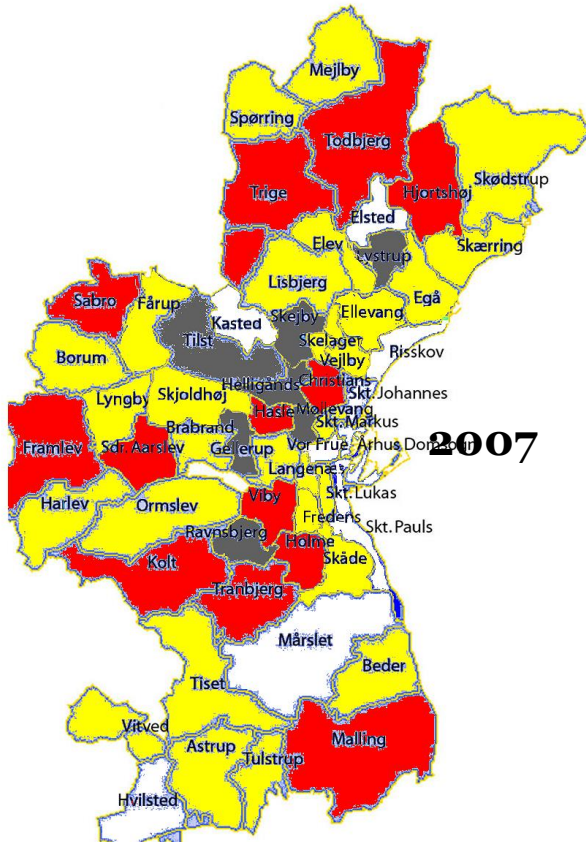 Mejlby
Spørring
Todbjerg
Skødstrup
Trige
Hjortshøj
Elsted
Elev
Lystrup
Skærring
Lisbjerg
Egå
Sabro
Fårup
Kasted
Skejby
Ellevang
Tilst
Skelager
Risskov
Borum
Vejlby
Helligånds
Christians
Skt. Johannes
Lyngby
Skjoldhøj
Hasle
Møllevang
Skt. Markus
Brabrand
Framlev
Sdr. Aarslev
Gellerup
Vor Frue
Århus Domsogn
2007
Langenæs
Harlev
Ormslev
Viby
Skt. Lukas
Fredens
Skt. Pauls
Ravnsbjerg
Holme
Kolt
Skåde
Tranbjerg
Mårslet
Beder
Tiset
Vitved
Astrup
Tulstrup
Malling
Hvilsted